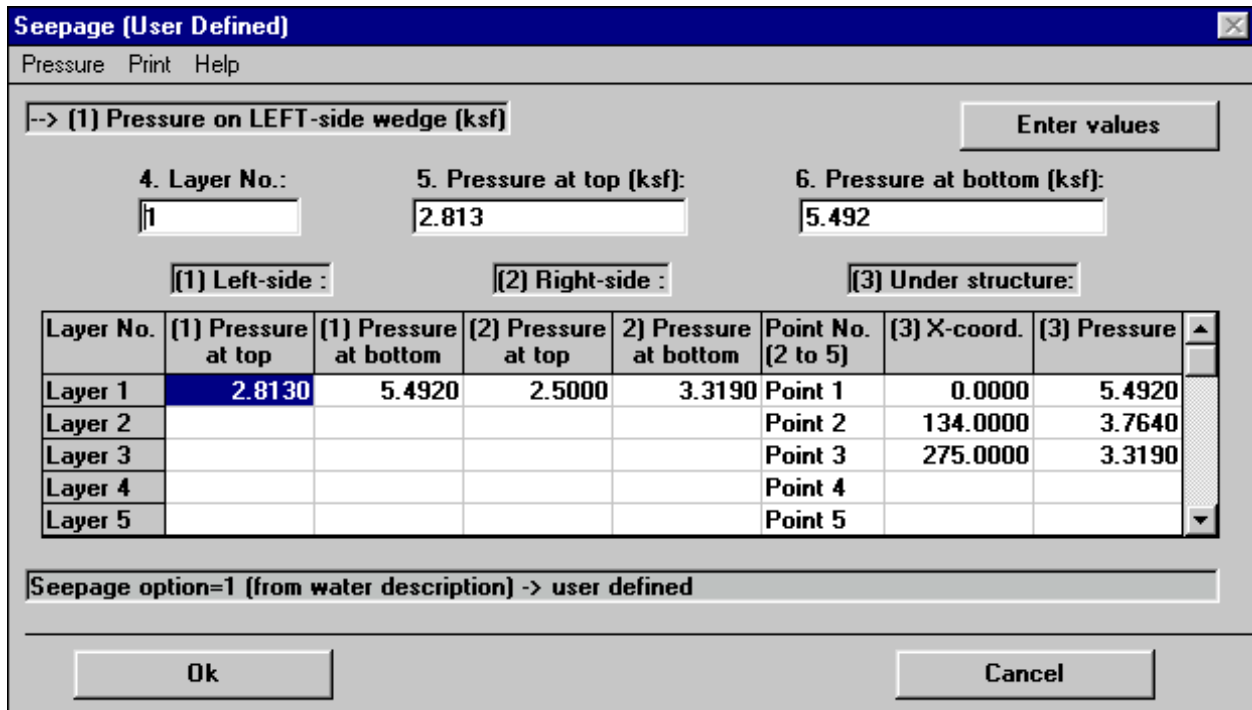 Seepage (User Defined)
Pressure Print Help
--> (1) Pressure on LEFT-side wedge (ksf)
Enter values
4. Layer No.: 5. Pressure at top (ksf): 6. Pressure at bottom (ksf):
1 2.813 5.492
(1) Left-side : (2) Right-side : (3) Under structure:
Layer No. (1) Pressure (1) Pressure (2) Pressure 2) Pressure Point No. (3) X-coord. (3) Pressure
at top at bottom at top at bottom (2 to 5)
Layer 1 2.8130 5.4920 2.5000 3.3190 Point 1 0.0000 5.4920
Layer 2 Point 2 134.0000 3.7640
Layer 3 Point 3 275.0000 3.3190
Layer 4 Point 4
Layer 5 Point 5
Seepage option=1 (from water description) -> user defined
Ok Cancel